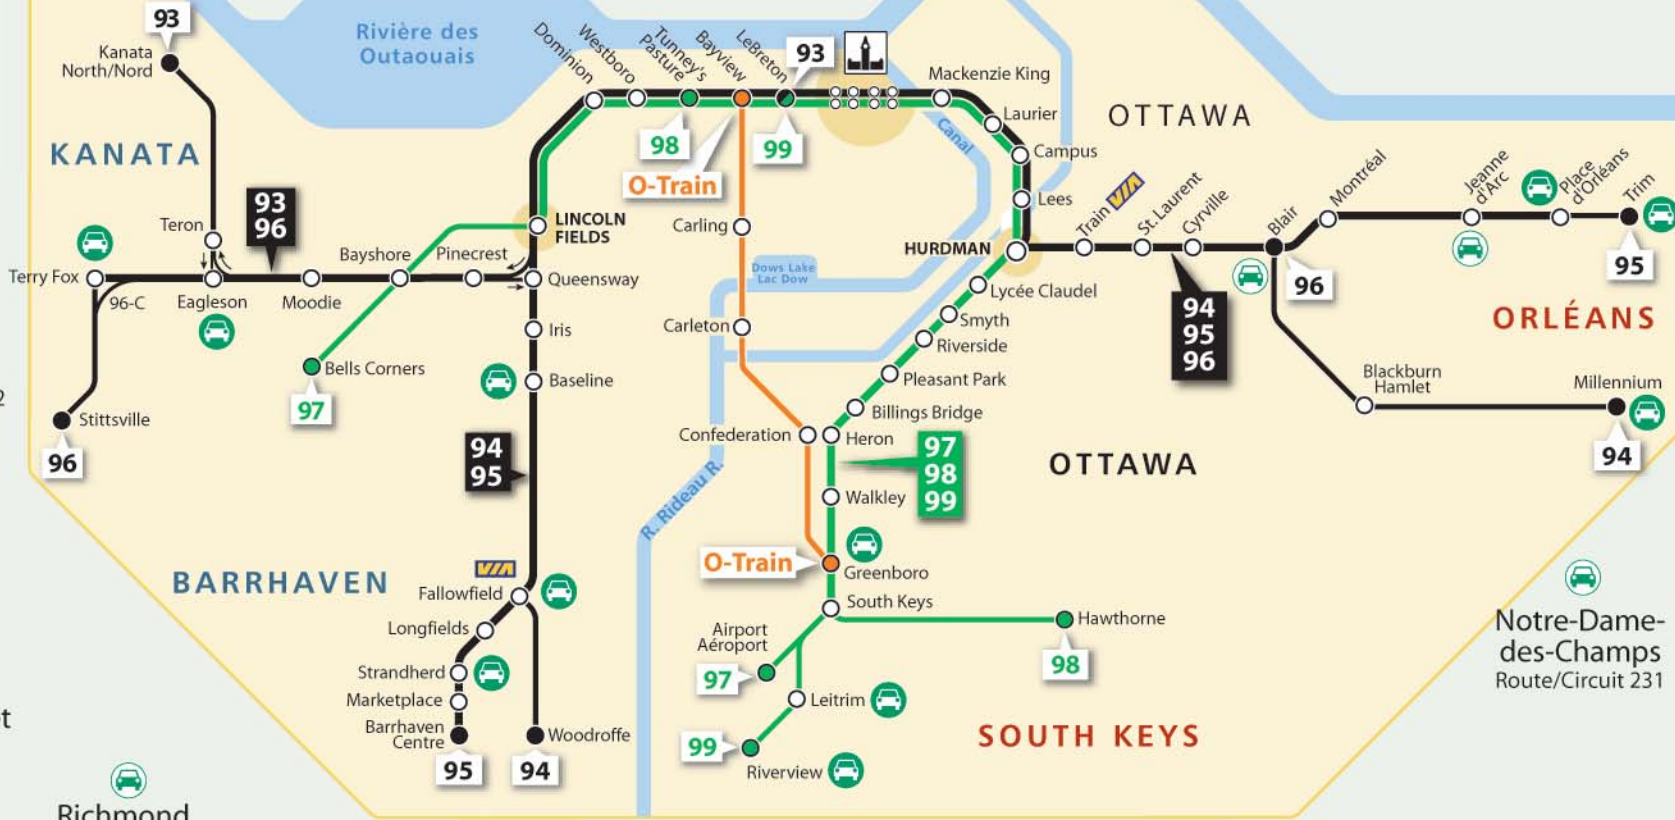 93
Kanata
North/Nord
KANATA
Rivière des
Outaouais
Dominion
Westboro
Tunney's
Pasture
Bayview
LeBreton
93
98
O-Train
99
Mackenzie King
Laurier
Campus
Lees
Canal
OTTAWA
Train
VIA
St. Laurent
Cyrville
Blair
Montréal
Jeanne
d'Arc
Place
d'Orléans
Trim
95
Teron
93
96
Bayshore
Pinecrest
LINCOLN
FIELDS
Carling
HURDMAN
Terry Fox
96-C
Eagleson
Moodie
Queensway
Dows Lake
Lac Dow
Lycée Claudel
94
95
96
96
ORLÉANS
Iris
Carleton
Smyth
Riverside
Bells Corners
97
Baseline
Pleasant Park
Blackburn
Hamlet
Millennium
94
2
Stittsville
96
Billings Bridge
94
95
Confederation
Heron
97
98
99
OTTAWA
Walkley
R. Rideau R.
BARRHAVEN
VIA
Fallowfield
O-Train
Greenboro
South Keys
Hawthorne
98
Longfields
Airport
Aéroport
97
Strandherd
Marketplace
Barrhaven
Centre
95
Woodroffe
94
Leitrim
99
Riverview
SOUTH KEYS
Notre-Dame-
des-Champs
Route/Circuit 231
t
Richmond